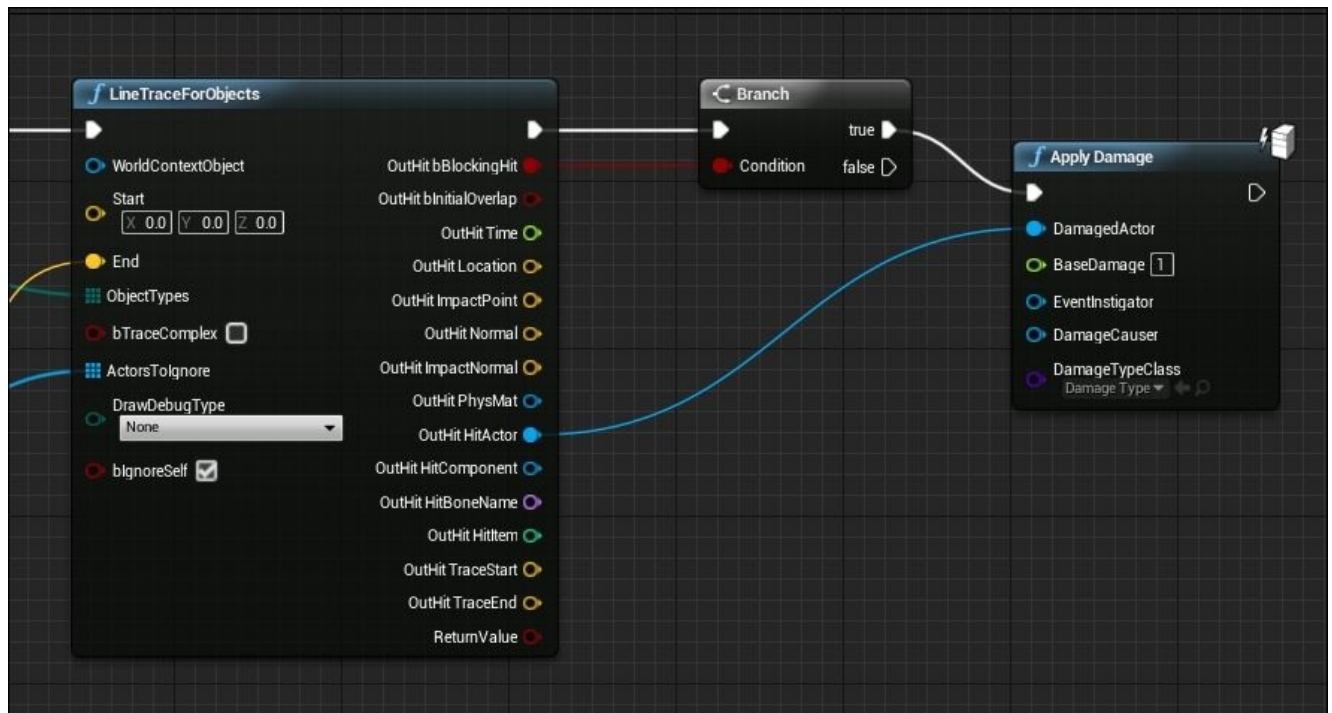 LineTraceForObjects
WorldContextObject
Start
X 0.0 Y 0.0 Z 0.0
End
ObjectTypes
bTraceComplex
ActorsToIgnore
DrawDebugType
None
bIgnoreSelf
OutHit bBlockingHit
OutHit bInitialOverlap
OutHit Time
OutHit Location
OutHit ImpactPoint
OutHit Normal
OutHit ImpactNormal
OutHit PhysMat
OutHit HitActor
OutHit HitComponent
OutHit HitBoneName
OutHit HitItem
OutHit TraceStart
OutHit TraceEnd
ReturnValue
Branch
Condition
true
false
Apply Damage
DamagedActor
BaseDamage 1
EventInstigator
DamageCauser
DamageTypeClass
Damage Type